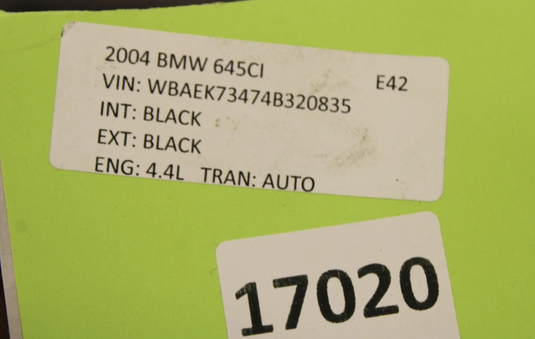 2004 BMW 645CI E42
VIN: WBAEK73474B320835
INT: BLACK
EXT: BLACK
ENG: 4.4L TRAN: AUTO
17020